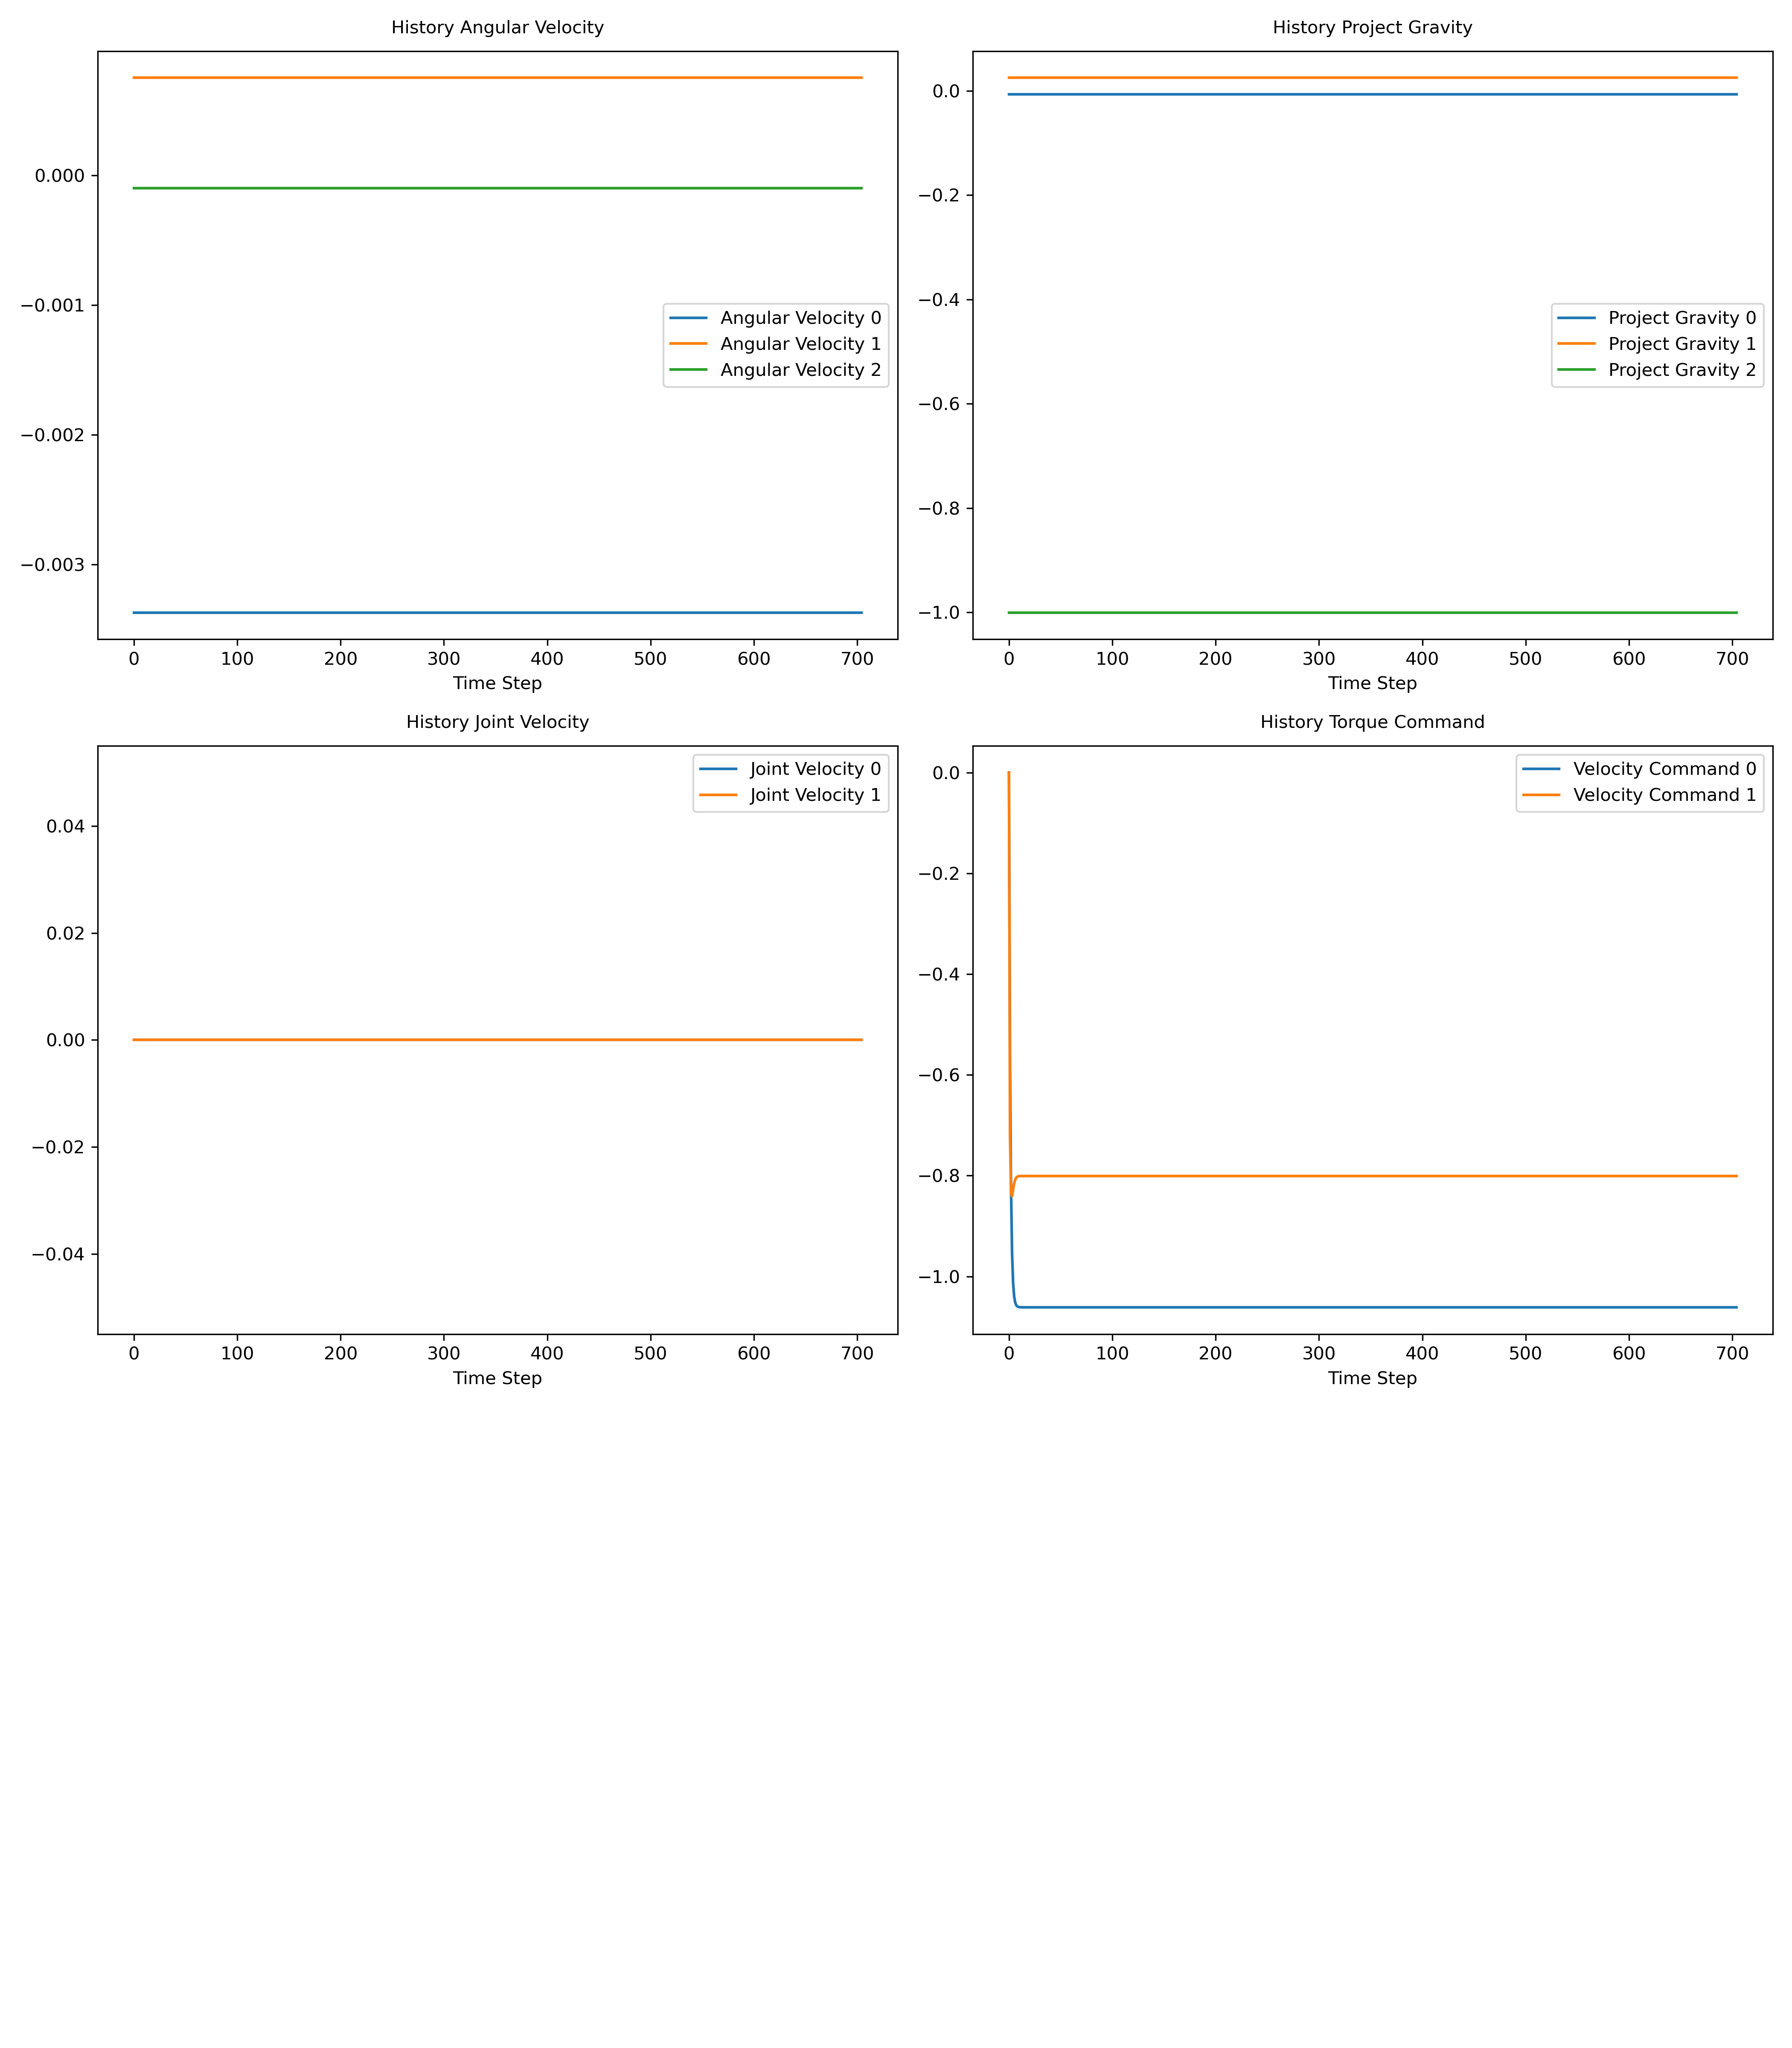 History Angular Velocity
0.000
−0.001
−0.002
−0.003
Angular Velocity 0
Angular Velocity 1
Angular Velocity 2
0 100 200 300 400 500 600 700
Time Step
History Project Gravity
0.0
−0.2
−0.4
−0.6
−0.8
−1.0
Project Gravity 0
Project Gravity 1
Project Gravity 2
0 100 200 300 400 500 600 700
Time Step
History Joint Velocity
Joint Velocity 0
Joint Velocity 1
0.04
0.02
0.00
−0.02
−0.04
0 100 200 300 400 500 600 700
Time Step
History Torque Command
Velocity Command 0
Velocity Command 1
0.0
−0.2
−0.4
−0.6
−0.8
−1.0
0 100 200 300 400 500 600 700
Time Step